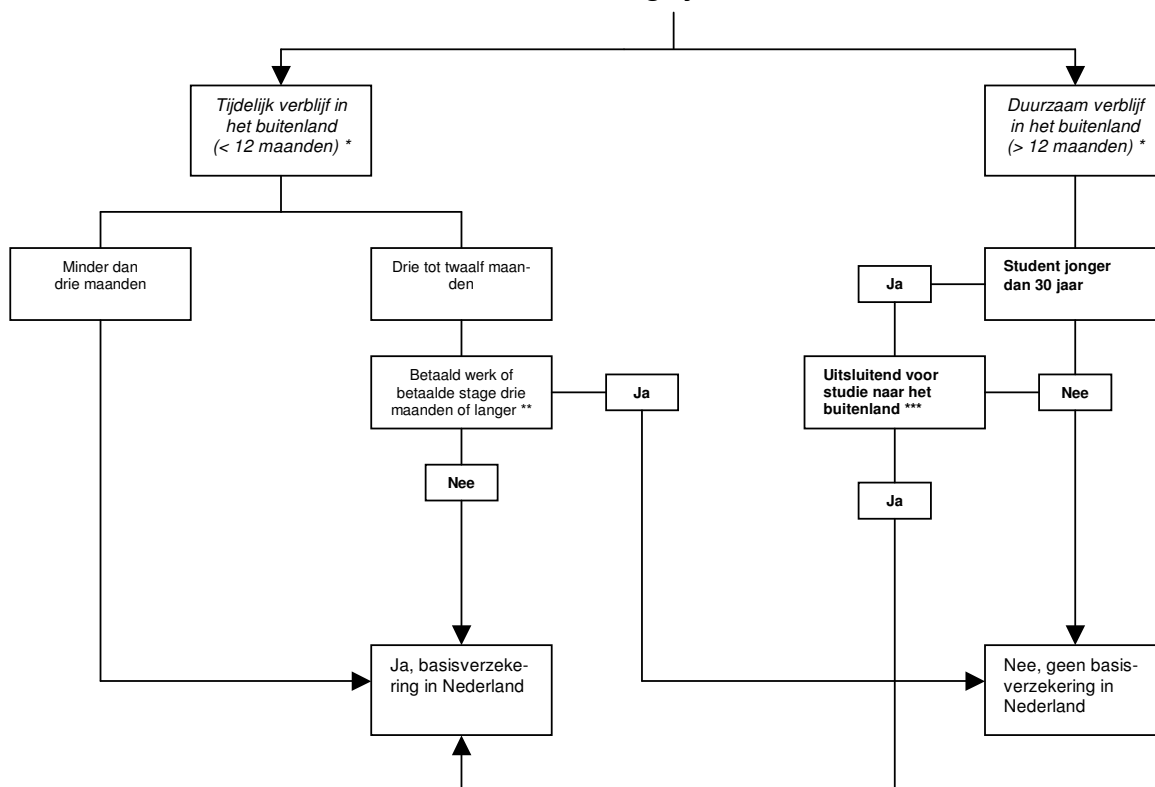 Tijdelijk verblijf in
het buitenland
(< 12 maanden) *
Duurzaam verblijf
in het buitenland
(> 12 maanden) *
Minder dan
drie maanden
Drie tot twaalf maan-
den
Ja
Student jonger
dan 30 jaar
Betaald werk of
betaalde stage drie
maanden of langer **
Ja
Uitsluitend voor
studie naar het
buitenland ***
Nee
Nee
Ja
Ja, basisverzeke-
ring in Nederland
Nee, geen basis-
verzekering in
Nederland